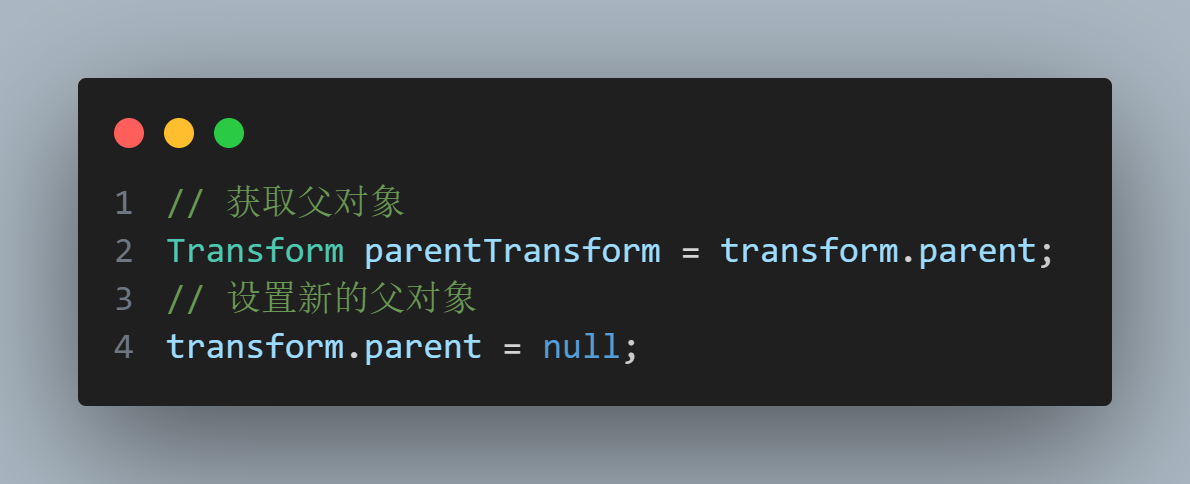 1 // 获取父对象
2 Transform parentTransform = transform.parent;
3 // 设置新的父对象
4 transform.parent = null;